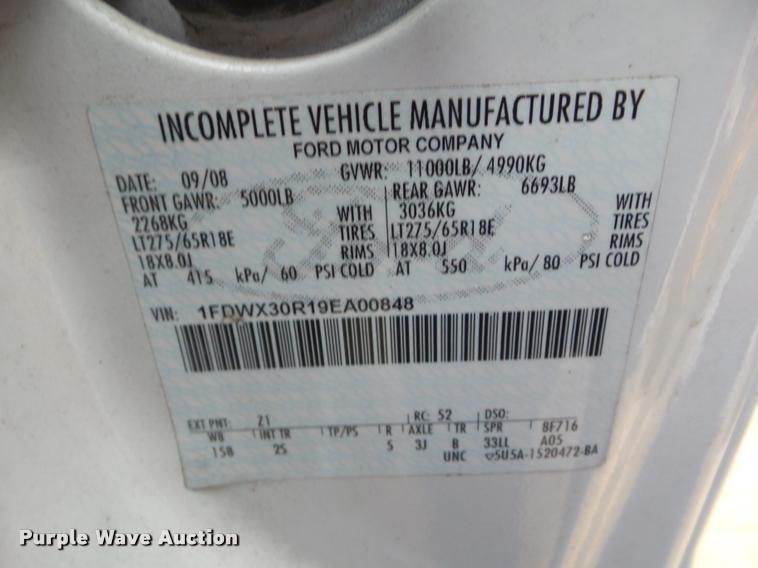 INCOMPLETE VEHICLE MANUFACTURED BY
FORD MOTOR COMPANY
DATE: 09/08 GVWR: 11000LB/ 4990KG
FRONT GAWR: 5000LB REAR GAWR: 6693LB
2268KG WITH 3036KG WITH
LT275/65R18E TIRES LT275/65R18E TIRES
18X8.0J RIMS 18X8.0J RIMS
AT 415 kPa/ 60 PSI COLD AT 550 kPa/ 80 PSI COLD
VIN: 1FDWX30R19EA00848
EXT PNT: Z1 RC: 52 DSO:
WB INT TR TP/PS R AXLE TR SPR 8F716
158 2S 5 3J B 33LL A05
UNC 5U5A-1520472-BA
Purple Wave Auction